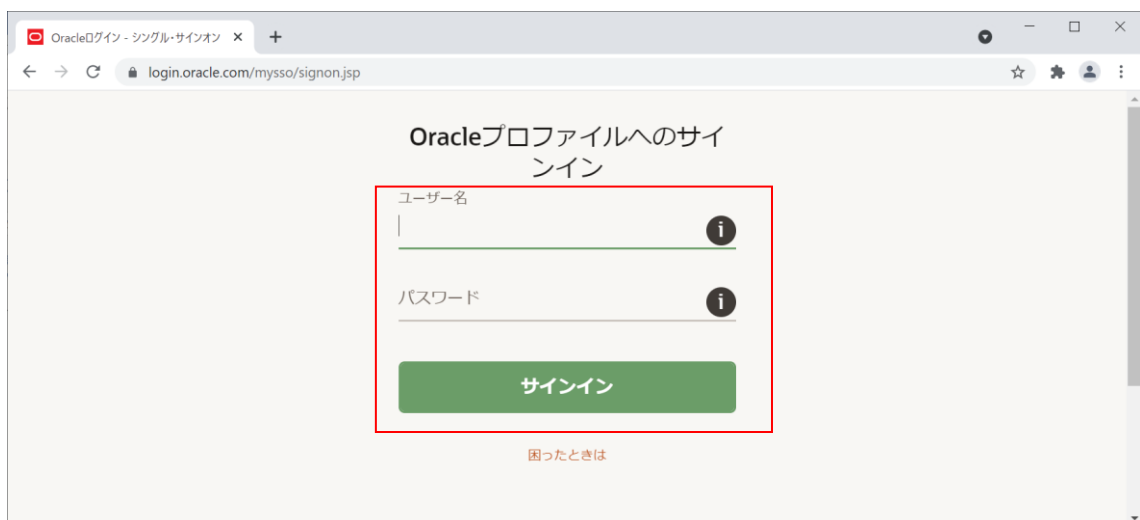 Oracleログイン - シングル・サインオン
login.oracle.com/mysso/signon.jsp
Oracleプロファイルへのサイ
ンイン
ユーザー名
i
パスワード
i
サインイン
困ったときは